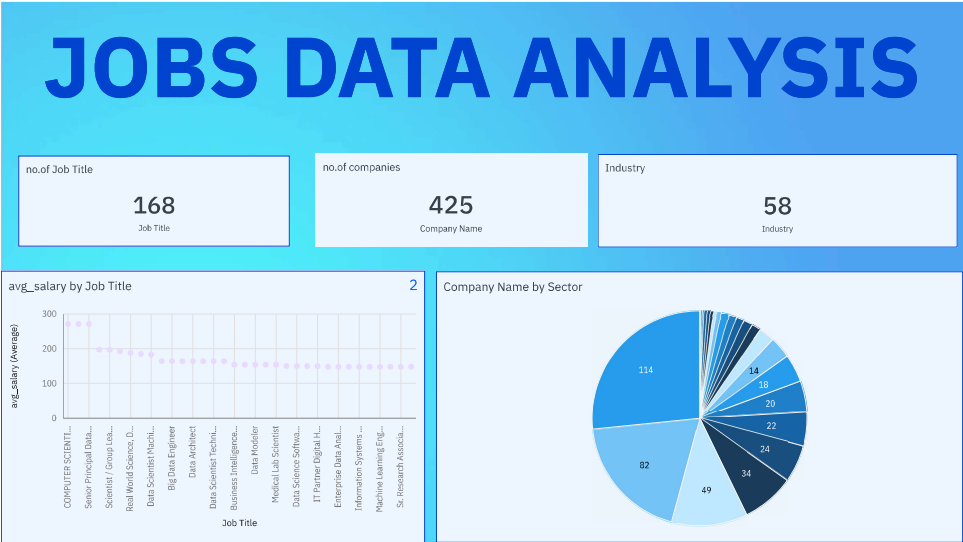 JOBS DATA ANALYSIS
no.of Job Title
168
Job Title
no.of companies
425
Company Name
Industry
58
Industry
avg_salary by Job Title
2
avg_salary (Average)
300
200
100
0
COMPUTER SCIENTI...
Senior Principal Data...
Scientist / Group Lea...
Real World Science, D...
Data Scientist Machi...
Big Data Engineer
Data Architect
Data Scientist Techni...
Business Intelligence...
Data Modeler
Medical Lab Scientist
Data Science Softwa...
IT Partner Digital H...
Enterprise Data Anal...
Information Systems ...
Machine Learning Eng...
Sr. Research Associa...
Job Title
Company Name by Sector
114
82
49
34
24
22
20
18
14